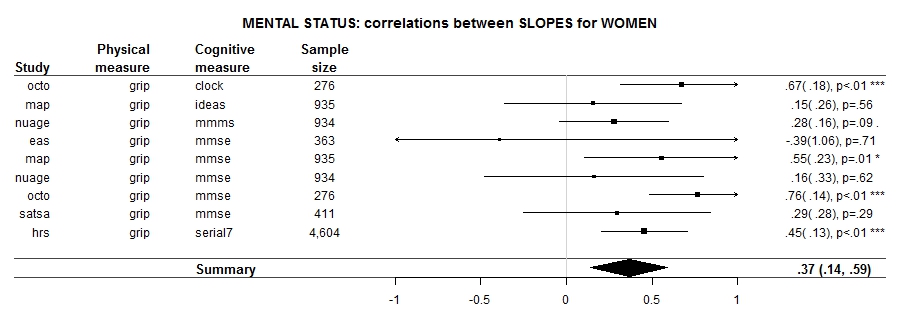 MENTAL STATUS: correlations between SLOPES for WOMEN
Physical Cognitive Sample
Study measure measure size
octo grip clock 276 .67( .18), p<.01 ***
map grip ideas 935 .15( .26), p=.56
nuage grip mmms 934 .28( .16), p=.09 .
eas grip mmse 363 -.39(1.06), p=.71
map grip mmse 935 .55( .23), p=.01 *
nuage grip mmse 934 .16( .33), p=.62
octo grip mmse 276 .76( .14), p<.01 ***
satsa grip mmse 411 .29( .28), p=.29
hrs grip serial7 4,604 .45( .13), p<.01 ***
Summary .37 (.14, .59)
-1 -0.5 0 0.5 1